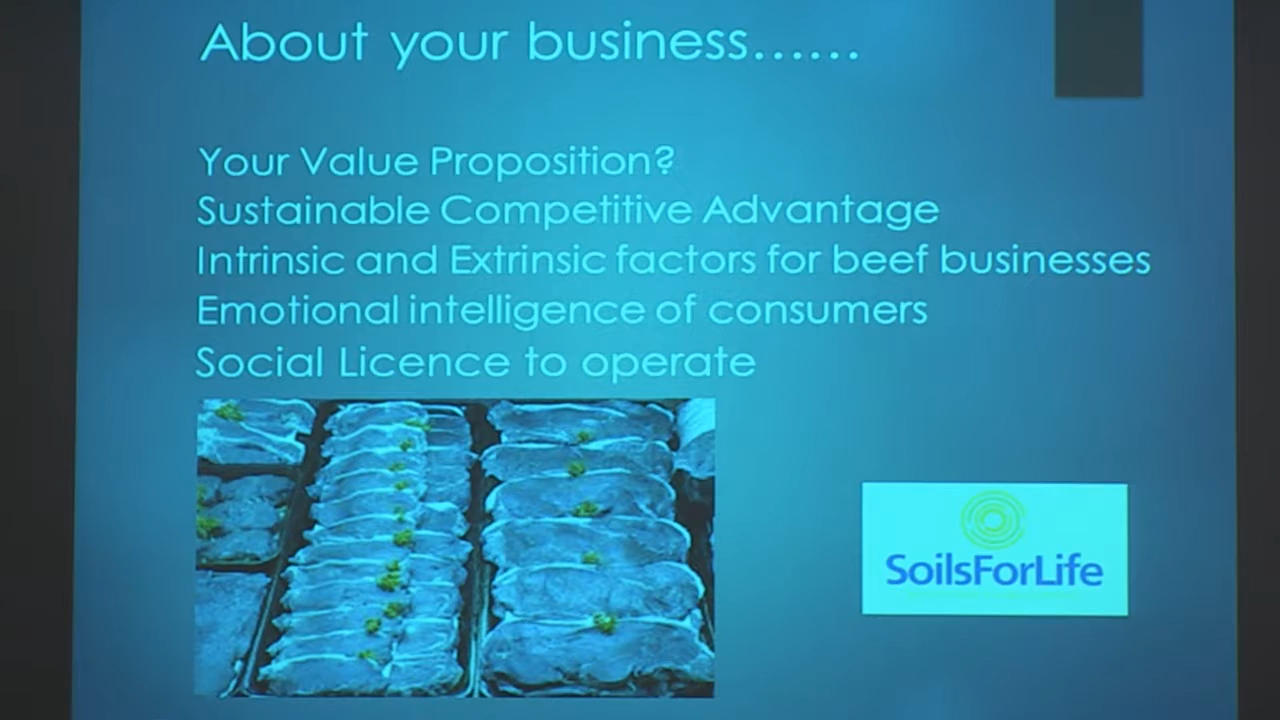 About your business......
Your Value Proposition?
Sustainable Competitive Advantage
Intrinsic and Extrinsic factors for beef businesses
Emotional intelligence of consumers
Social Licence to operate
SoilsForLife